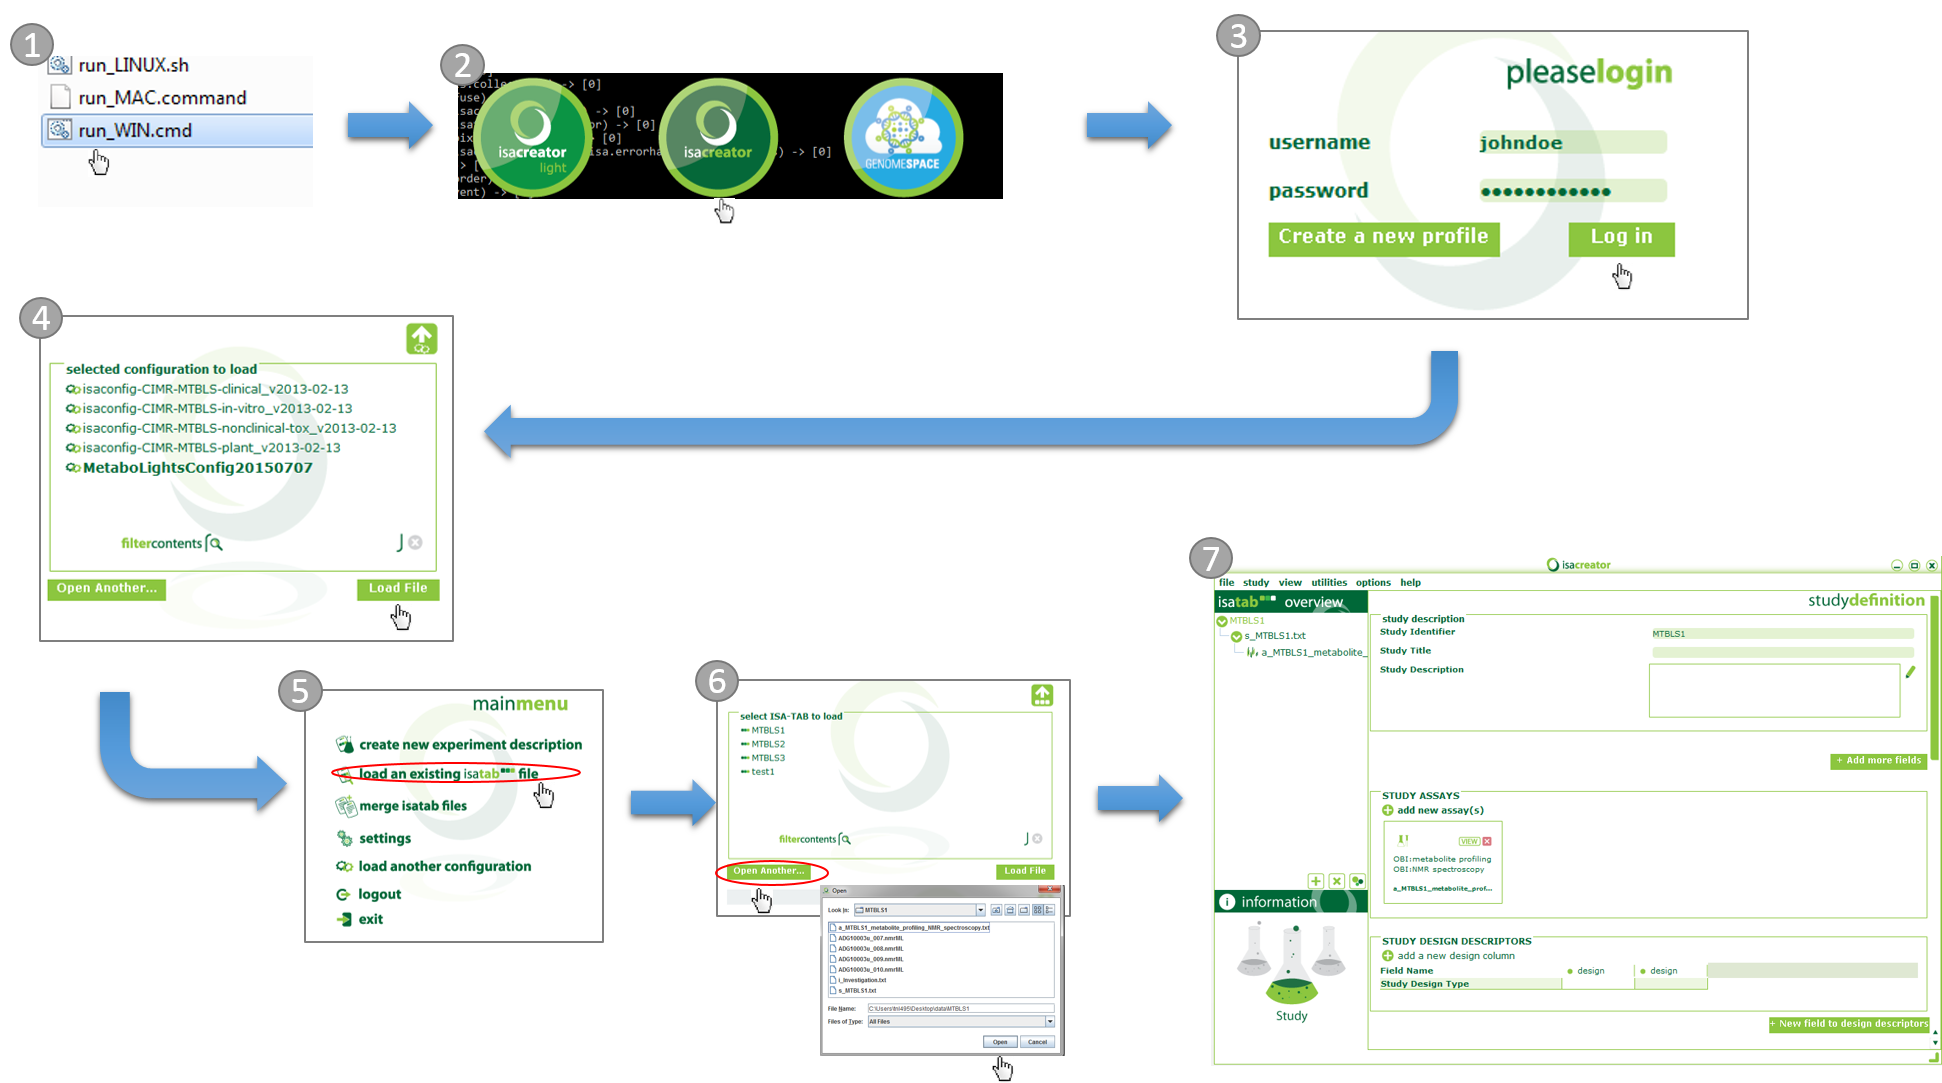 1
run_LINUX.sh
run_MAC.command
run_WIN.cmd
2
-> [0]
fuse)
-> [0]
-> [0]
-> [0]
isa.errorha
-> [0]
isacreator
light
isacreator
GENOMESPACE
3
pleaselogin
username
johndoe
password
Create a new profile
Log in
4
selected configuration to load
isaconfig-CIMR-MTBLS-clinical_v2013-02-13
isaconfig-CIMR-MTBLS-in-vitro_v2013-02-13
isaconfig-CIMR-MTBLS-nonclinical-tox_v2013-02-13
isaconfig-CIMR-MTBLS-plant_v2013-02-13
MetaboLightsConfig20150707
filtercontents
Open Another...
Load File
5
mainmenu
create new experiment description
load an existing isatab file
merge isatab files
settings
load another configuration
logout
exit
6
select ISA-TAB to load
MTBLS1
MTBLS2
MTBLS3
test1
filtercontents
Open Another...
Load File
Open
Look in: MTBLS1
a_MTBLS1_metabolite_profiling_NMR_spectroscopy.txt
ADG10003u_007.nmrML
ADG10003u_008.nmrML
ADG10003u_009.nmrML
ADG10003u_010.nmrML
i_Investigation.txt
s_MTBLS1.txt
File Name:
Files of Type: All Files
Open Cancel
7
isacreator
file study view utilities options help
isatab overview
MTBLS1
s_MTBLS1.txt
a_MTBLS1_metabolite_
studydefinition
study description
Study Identifier MTBLS1
Study Title
Study Description
+ Add more fields
STUDY ASSAYS
add new assay(s)
VIEW
OBI:metabolite profiling
OBI:NMR spectroscopy
a_MTBLS1_metabolite_prof...
information
Study
STUDY DESIGN DESCRIPTORS
add a new design column
Field Name design design
Study Design Type
+ New field to design descriptors